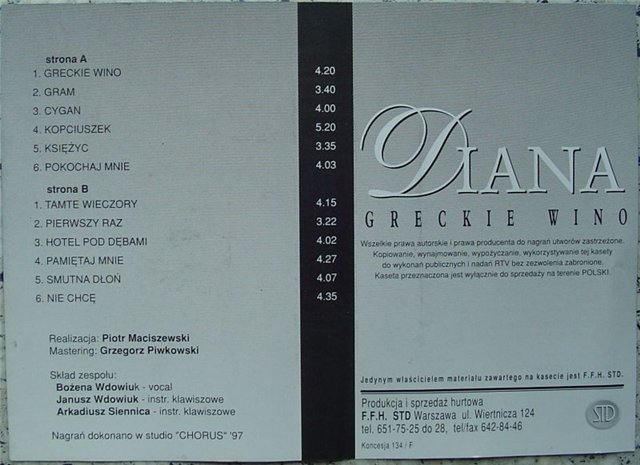 strona A
1. GRECKIE WINO 4.20
2. GRAM 3.40
3. CYGAN 4.00
4. KOPCIUSZEK 5.20
5. KSIĘŻYC 3.35
6. POKOCHAJ MNIE 4.03
strona B
1. TAMTE WIECZORY 4.15
2. PIERWSZY RAZ 3.22
3. HOTEL POD DĘBAMI 4.02
4. PAMIĘTAJ MNIE 4.27
5. SMUTNA DŁOŃ 4.07
6. NIE CHCĘ 4.35
Realizacja: Piotr Maciszewski
Mastering: Grzegorz Piwkowski
Skład zespołu:
Bożena Wdowiuk - vocal
Janusz Wdowiuk - instr. klawiszowe
Arkadiusz Siennica - instr. klawiszowe
Nagrań dokonano w studio "CHORUS" '97
DIANA
GRECKIE WINO
Wszelkie prawa autorskie i prawa producenta do nagrań utworów zastrzeżone.
Kopiowanie, wynajmowanie, wypożyczanie, wykorzystywanie tej kasety
do wykonań publicznych i nadań RTV bez zezwolenia zabronione.
Kaseta przeznaczona jest wyłącznie do sprzedaży na terenie POLSKI.
Jedynym właścicielem materiału zawartego na kasecie jest F.F.H. STD.
Produkcja i sprzedaż hurtowa
F.F.H. STD Warszawa ul. Wiertnicza 124
tel. 651-75-25 do 28, tel/fax 642-84-46
Koncesja 134 / F
STD